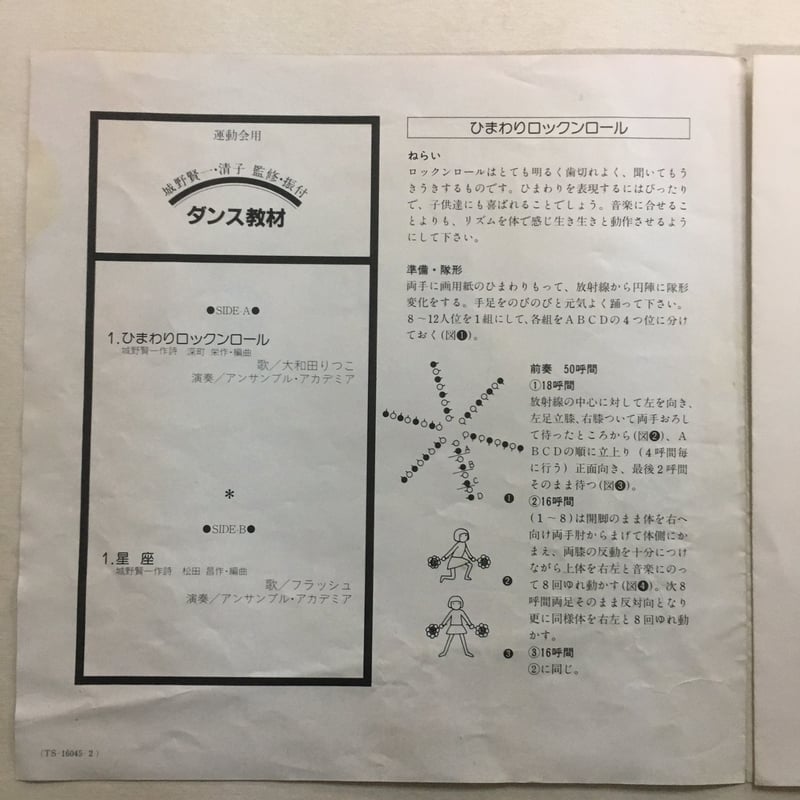 運動会用
城野賢一・清子 監修・振付
ダンス教材
●SIDE-A●
1.ひまわりロックンロール
城野賢一作詩 深町 栄作・編曲
歌／大和田りつこ
演奏／アンサンブル・アカデミア
*
●SIDE-B●
1.星 座
城野賢一作詩 松田 昌作・編曲
歌／フラッシュ
演奏／アンサンブル・アカデミア
(TS-16045-2)
ひまわりロックンロール
ねらい
ロックンロールはとても明るく歯切れよく、聞いてもう
きうきするものです。ひまわりを表現するにはぴったり
で、子供達にも喜ばれることでしょう。音楽に合せるこ
とよりも、リズムを体で感じ生き生きと動作させるよう
にして下さい。
準備・隊形
両手に画用紙のひまわりもって、放射線から円陣に隊形
変化をする。手足をのびのびと元気よく踊って下さい。
8～12人位を1組にして、各組をABCDの4つ位に分け
ておく(図❶)。
A
B
C
D
❶
❷
❸
前奏 50呼間
①18呼間
放射線の中心に対して左を向き、
左足立膝、右膝ついて両手おろし
て待ったところから(図❷)、A
BCDの順に立上り(4呼間毎
に行う)正面向き、最後2呼間
そのまま待つ(図❸)。
②16呼間
(1～8)は開脚のまま体を右へ
向け両手肘からまげて体側にか
まえ、両膝の反動を十分につけ
ながら上体を右左と音楽にのっ
て8回ゆれ動かす(図❹)。次8
呼間両足そのまま反対向となり
更に同様体を右左と8回ゆれ動
かす。
③16呼間
②に同じ。